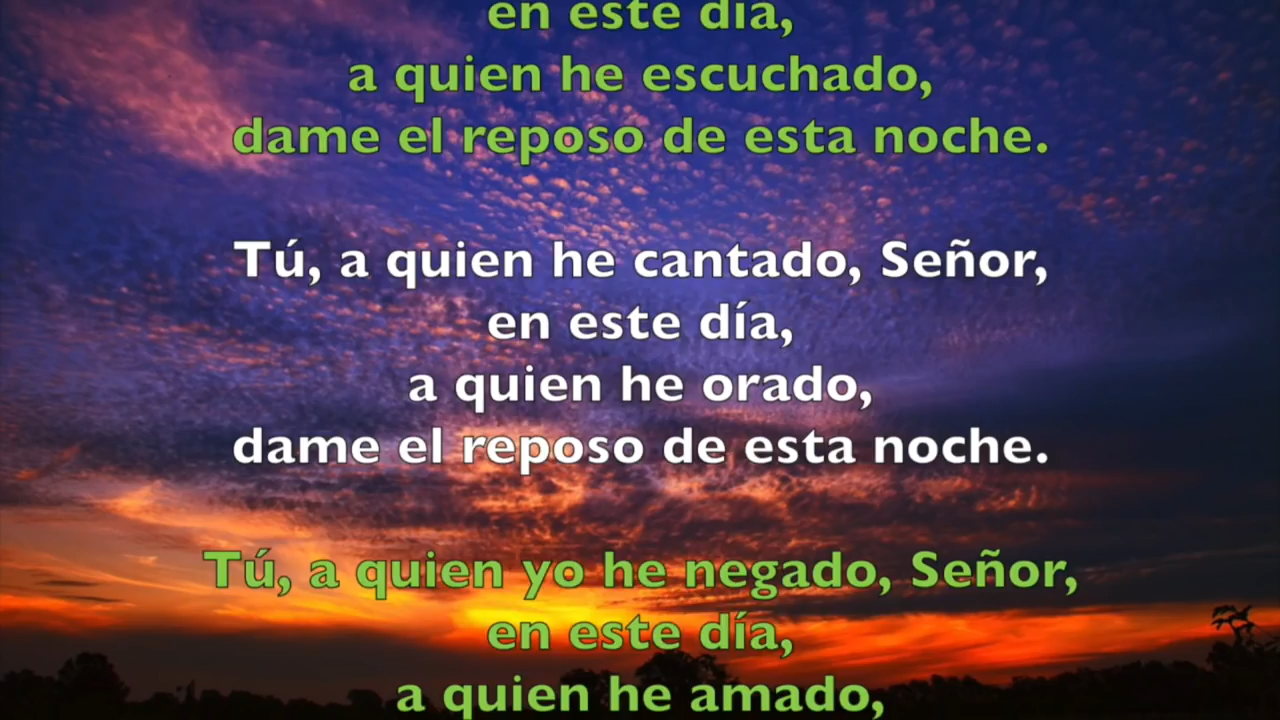 en este día,
a quien he escuchado,
dame el reposo de esta noche.
Tú, a quien he cantado, Señor,
en este día,
a quien he orado,
dame el reposo de esta noche.
Tú, a quien yo he negado, Señor,
en este día,
a quien he amado,